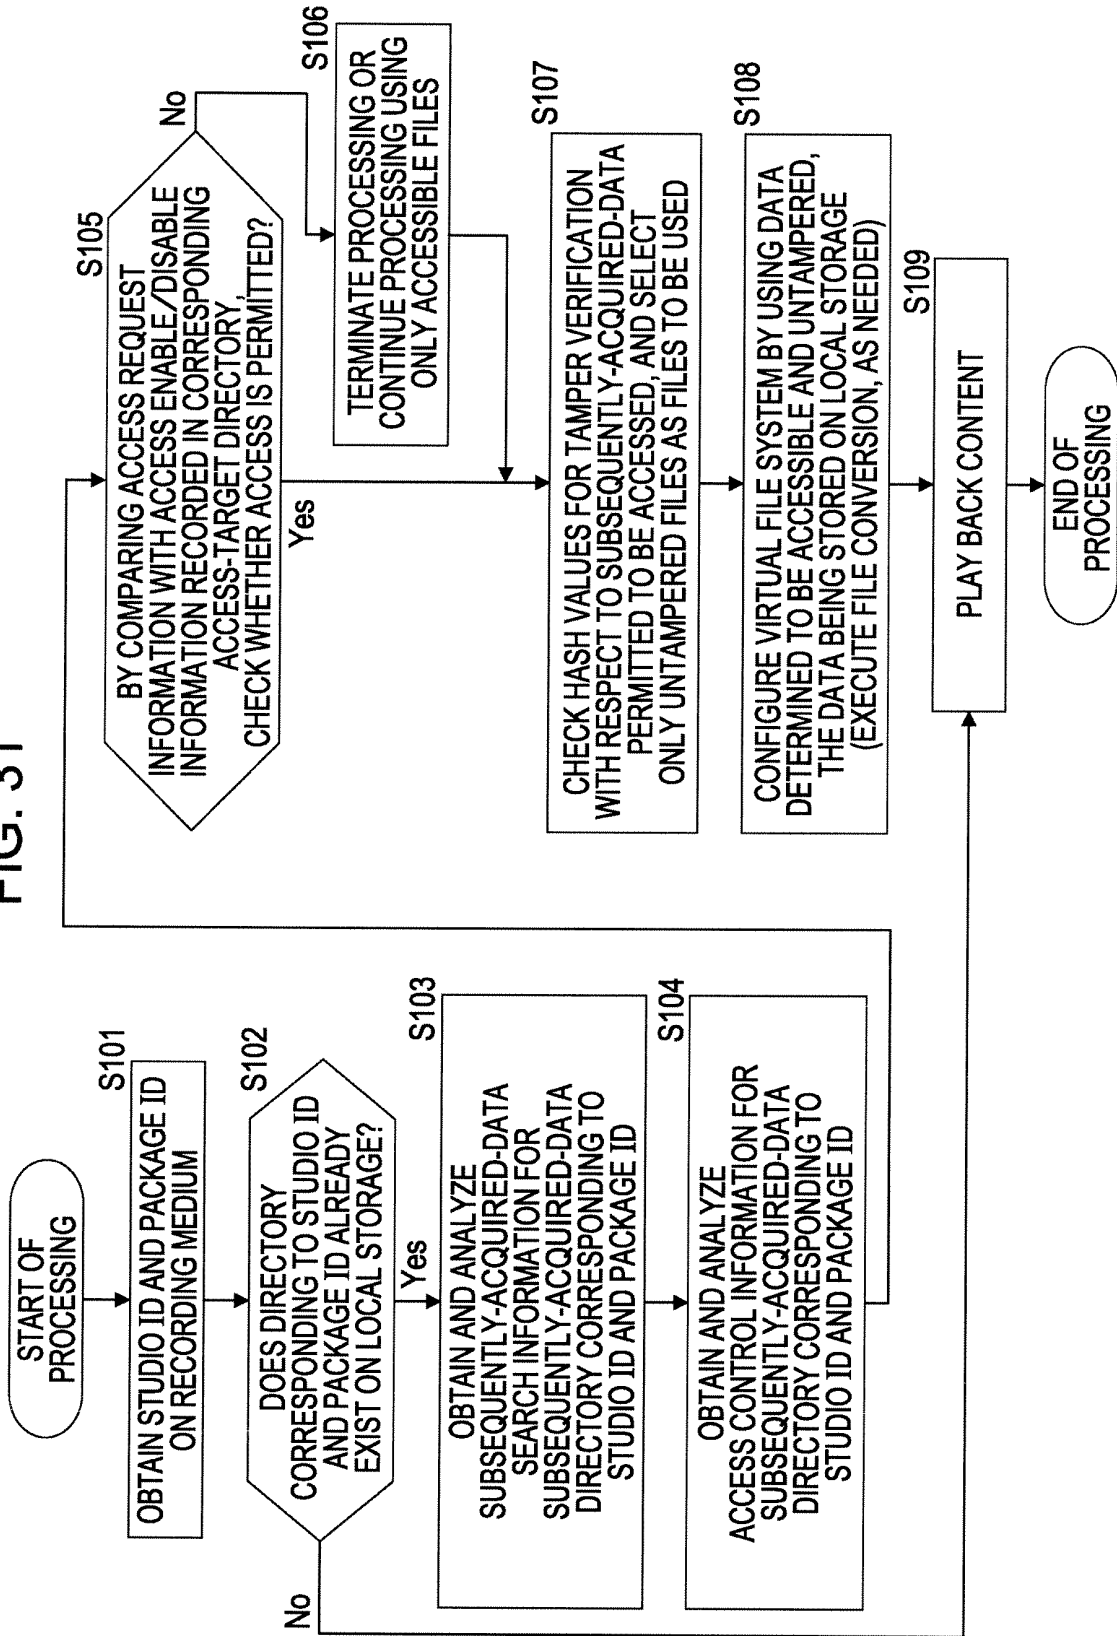 FIG. 31
START OF
PROCESSING
S101
OBTAIN STUDIO ID AND PACKAGE ID
ON RECORDING MEDIUM
S102
DOES DIRECTORY
CORRESPONDING TO STUDIO ID
AND PACKAGE ID ALREADY
EXIST ON LOCAL STORAGE?
No
Yes
S103
OBTAIN AND ANALYZE
SUBSEQUENTLY-ACQUIRED-DATA
SEARCH INFORMATION FOR
SUBSEQUENTLY-ACQUIRED-DATA
DIRECTORY CORRESPONDING TO
STUDIO ID AND PACKAGE ID
S104
OBTAIN AND ANALYZE
ACCESS CONTROL INFORMATION FOR
SUBSEQUENTLY-ACQUIRED-DATA
DIRECTORY CORRESPONDING TO
STUDIO ID AND PACKAGE ID
S105
BY COMPARING ACCESS REQUEST
INFORMATION WITH ACCESS ENABLE/DISABLE
INFORMATION RECORDED IN CORRESPONDING
ACCESS-TARGET DIRECTORY,
CHECK WHETHER ACCESS IS PERMITTED?
No
Yes
S106
TERMINATE PROCESSING OR
CONTINUE PROCESSING USING
ONLY ACCESSIBLE FILES
S107
CHECK HASH VALUES FOR TAMPER VERIFICATION
WITH RESPECT TO SUBSEQUENTLY-ACQUIRED-DATA
PERMITTED TO BE ACCESSED, AND SELECT
ONLY UNTAMPERED FILES AS FILES TO BE USED
S108
CONFIGURE VIRTUAL FILE SYSTEM BY USING DATA
DETERMINED TO BE ACCESSIBLE AND UNTAMPERED,
THE DATA BEING STORED ON LOCAL STORAGE
(EXECUTE FILE CONVERSION, AS NEEDED)
S109
PLAY BACK CONTENT
END OF
PROCESSING